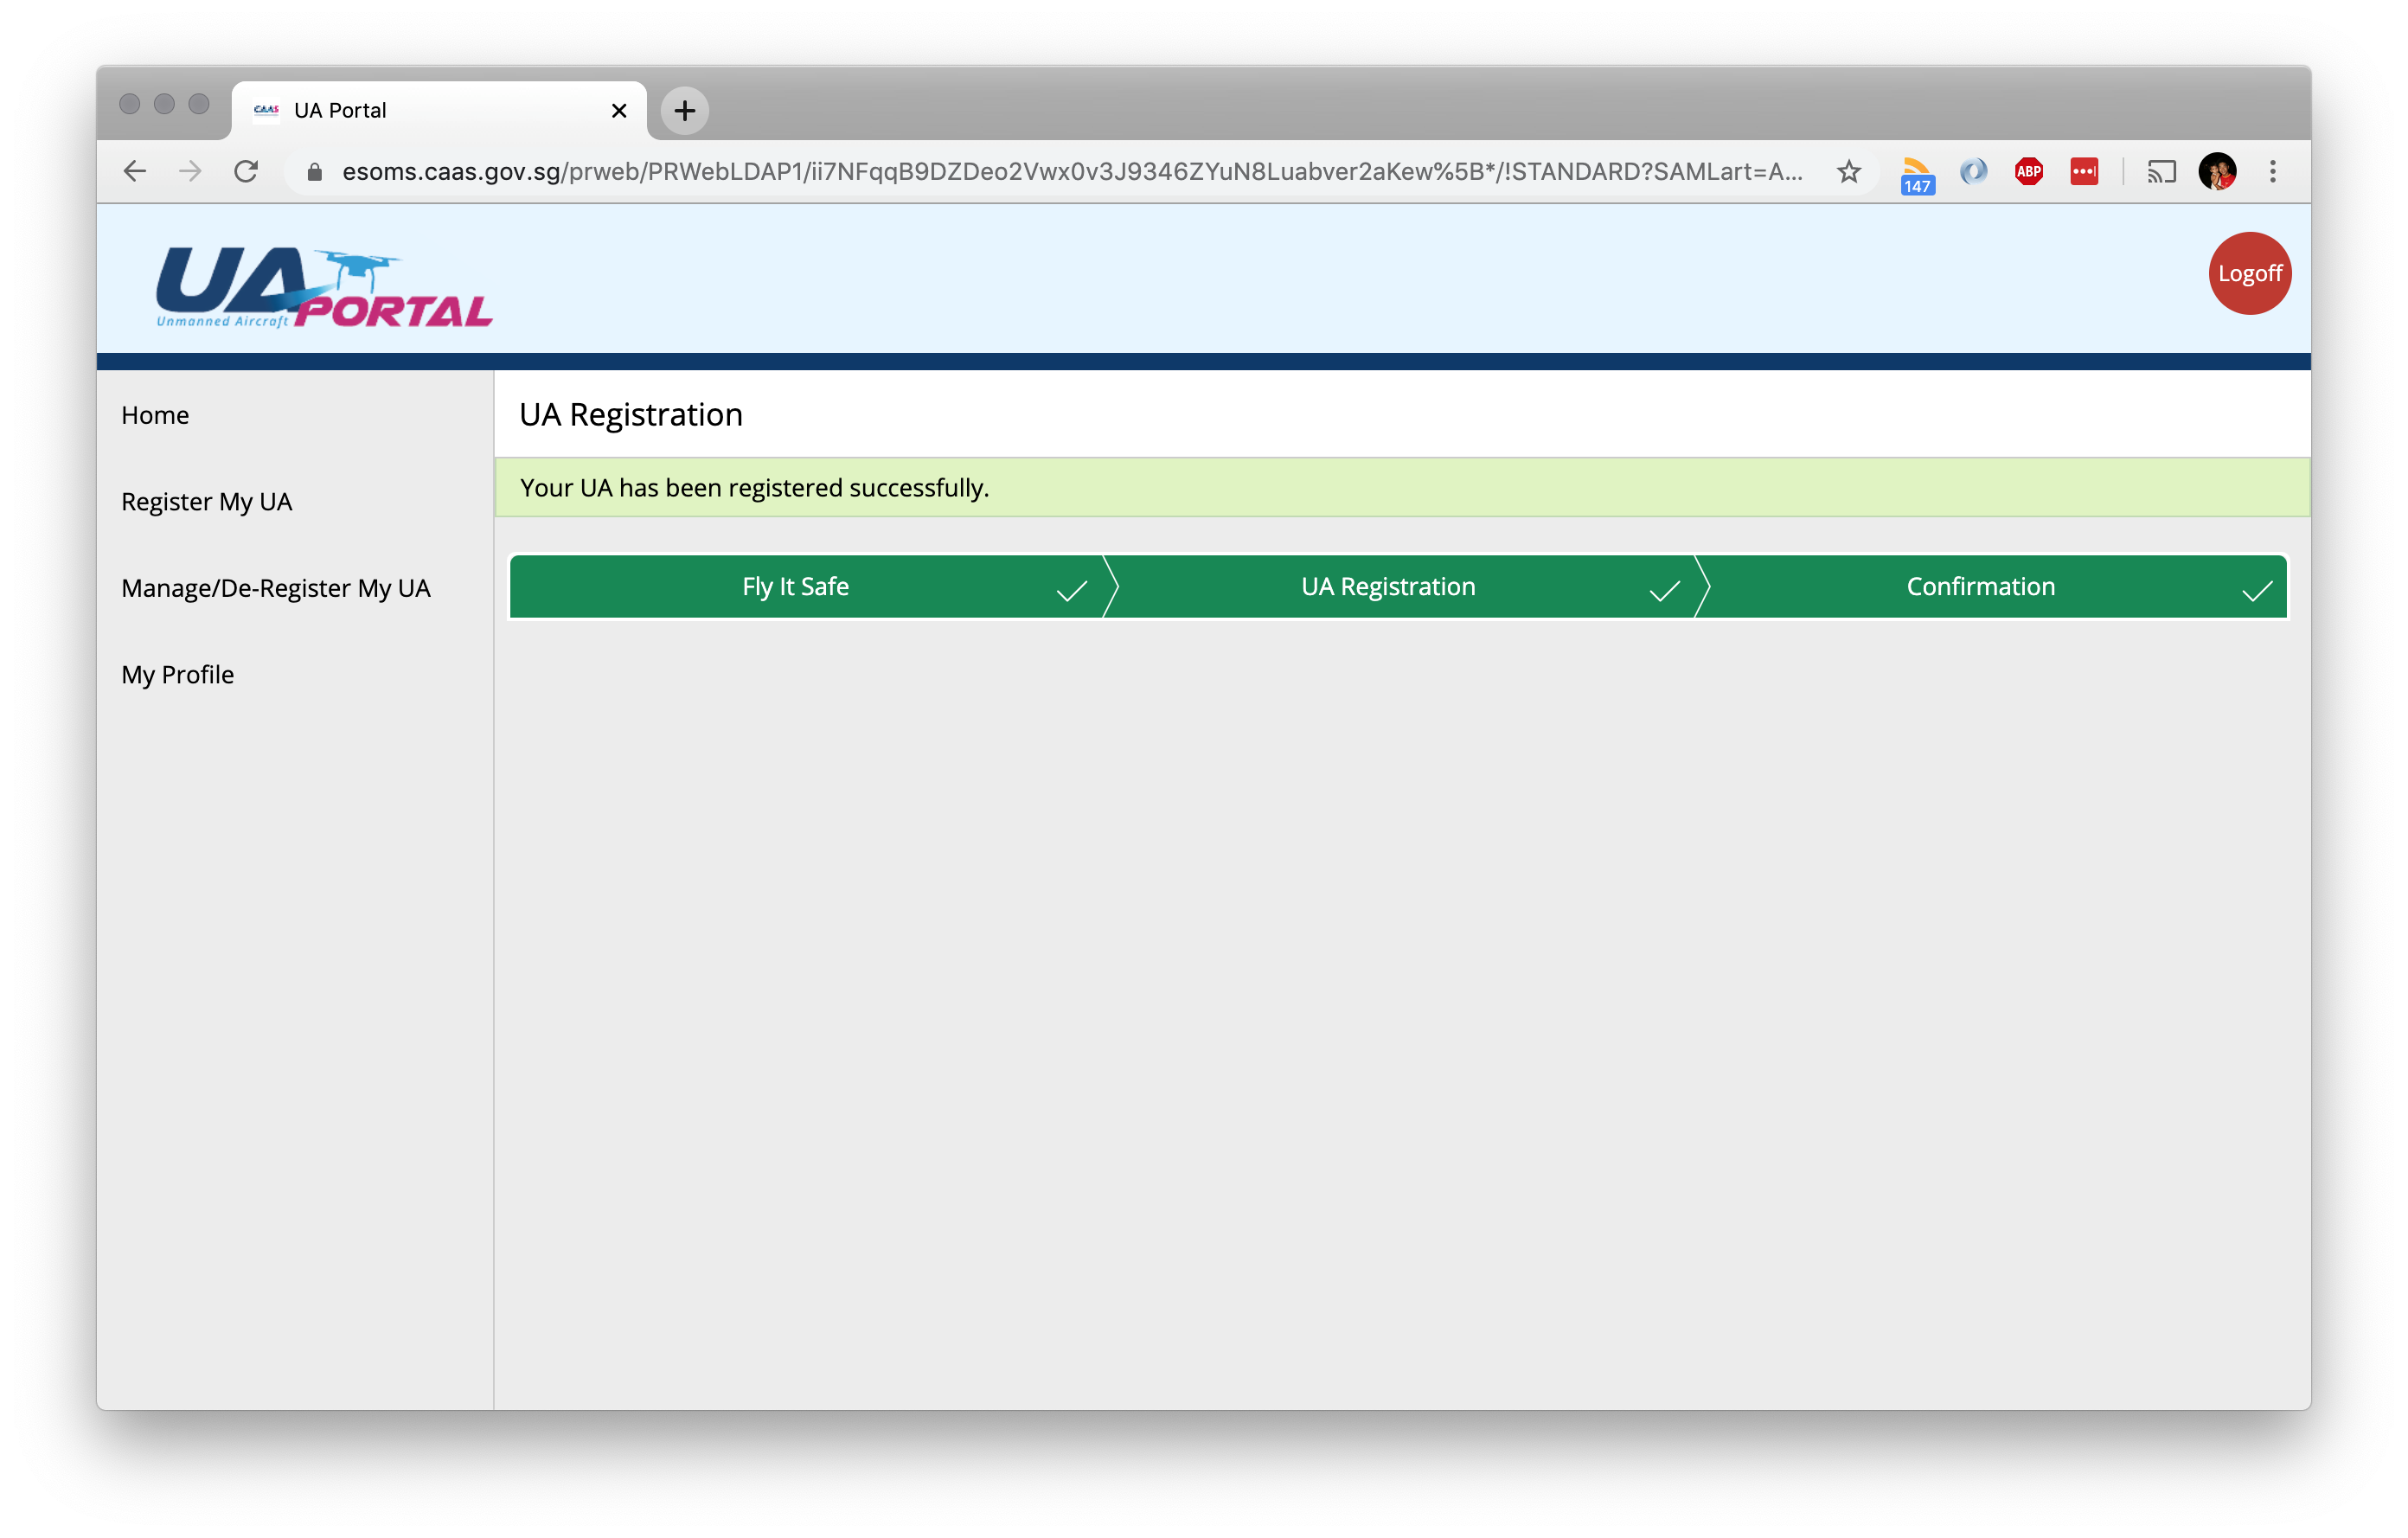 CAAS UA Portal
esoms.caas.gov.sg/prweb/PRWebLDAP1/ii7NFqqB9DZDeo2Vwx0v3J9346ZYuN8Luabver2aKew%5B*/!STANDARD?SAMLart=A...
147
ABP
UA PORTAL
Unmanned Aircraft
Logoff
Home
Register My UA
Manage/De-Register My UA
My Profile
UA Registration
Your UA has been registered successfully.
Fly It Safe
UA Registration
Confirmation